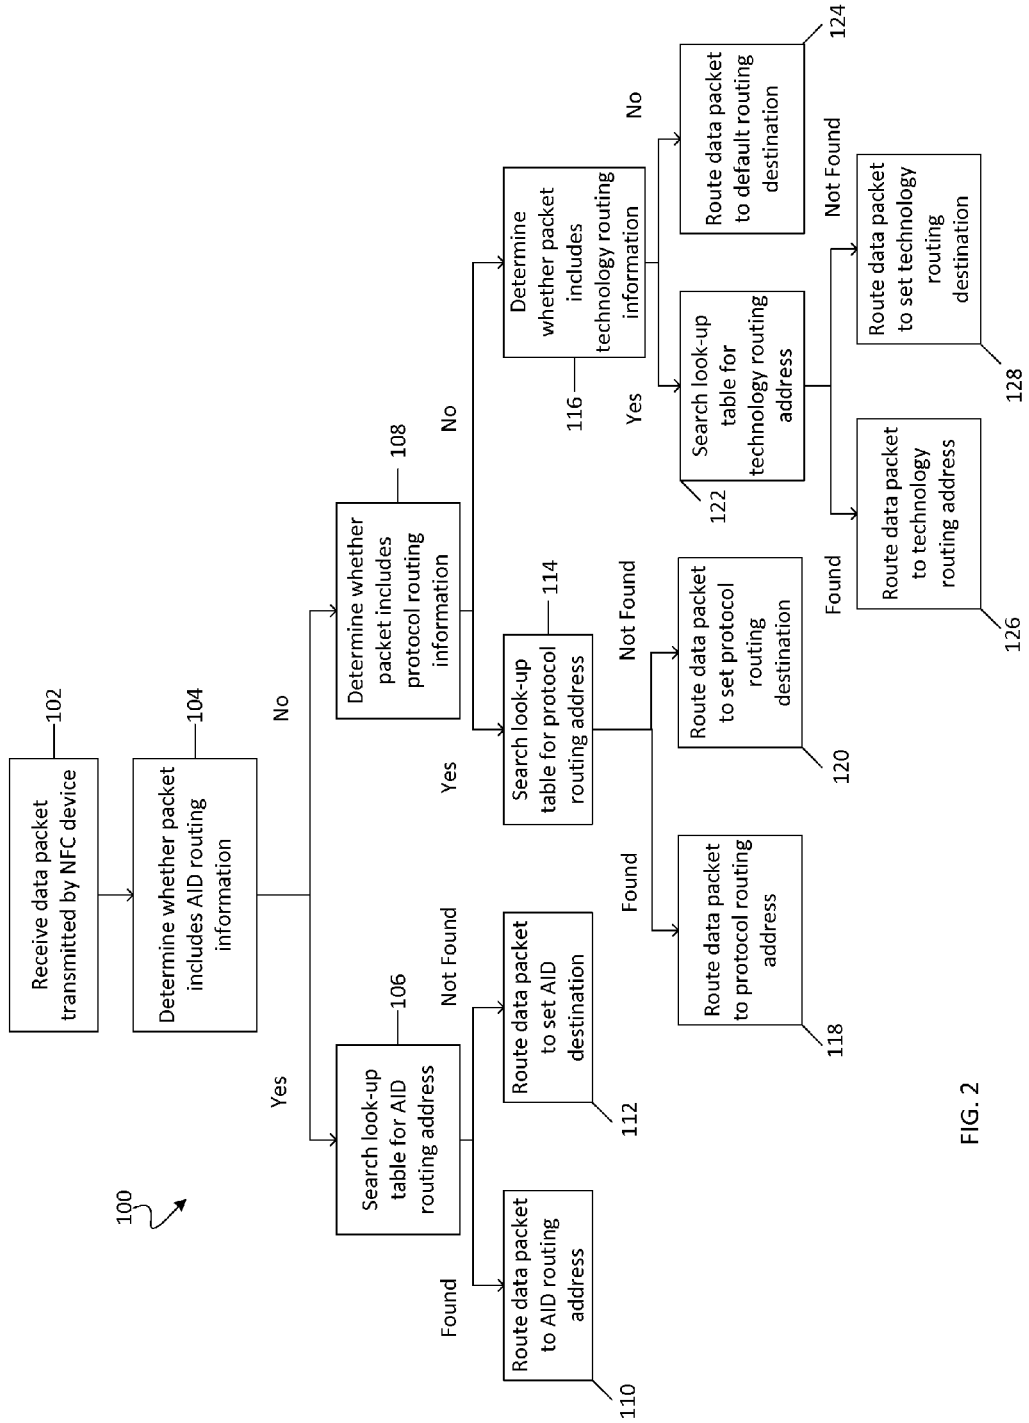 100
Receive data packet
transmitted by NFC device
102
Determine whether packet
includes AID routing
information
104
Yes
No
Search look-up
table for AID
routing address
106
Determine whether
packet includes
protocol routing
information
108
Found
Not Found
Yes
No
Route data packet
to AID routing
address
110
Route data packet
to set AID
destination
112
Search look-up
table for protocol
routing address
114
Determine
whether packet
includes
technology routing
information
116
Found
Not Found
Yes
No
Route data packet
to protocol routing
address
118
Route data packet
to set protocol
routing
destination
120
Search look-up
table for
technology routing
address
122
Route data packet
to default routing
destination
124
Found
Not Found
Route data packet
to technology
routing address
126
Route data packet
to set technology
routing
destination
128
FIG. 2